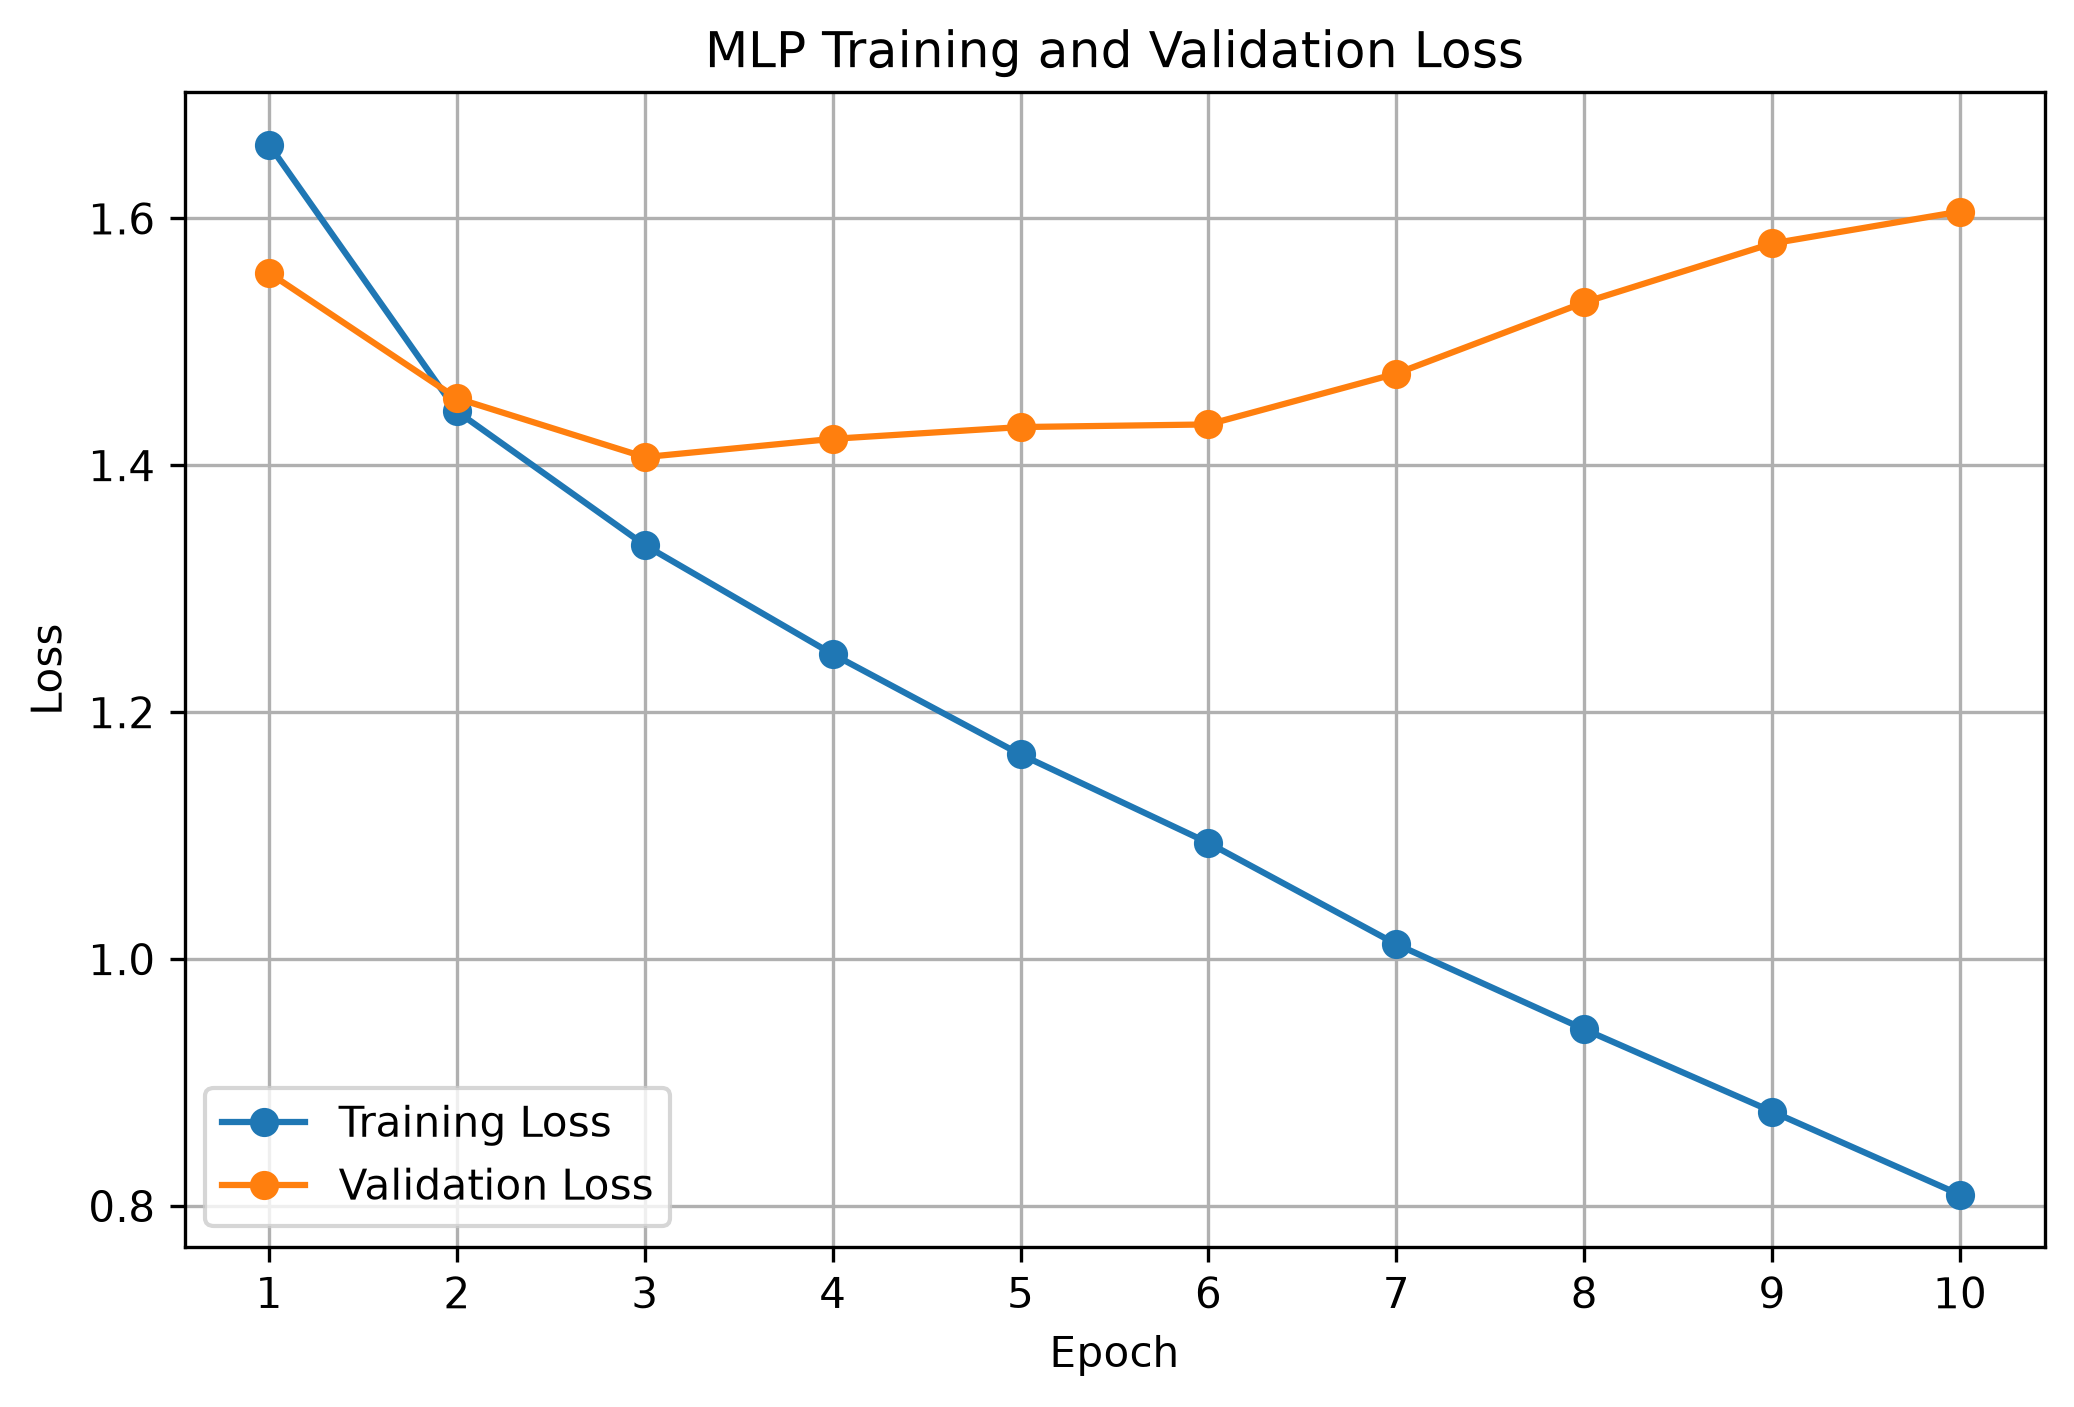 MLP Training and Validation Loss
1.6
1.4
1.2
1.0
0.8
Loss
Training Loss
Validation Loss
1 2 3 4 5 6 7 8 9 10
Epoch